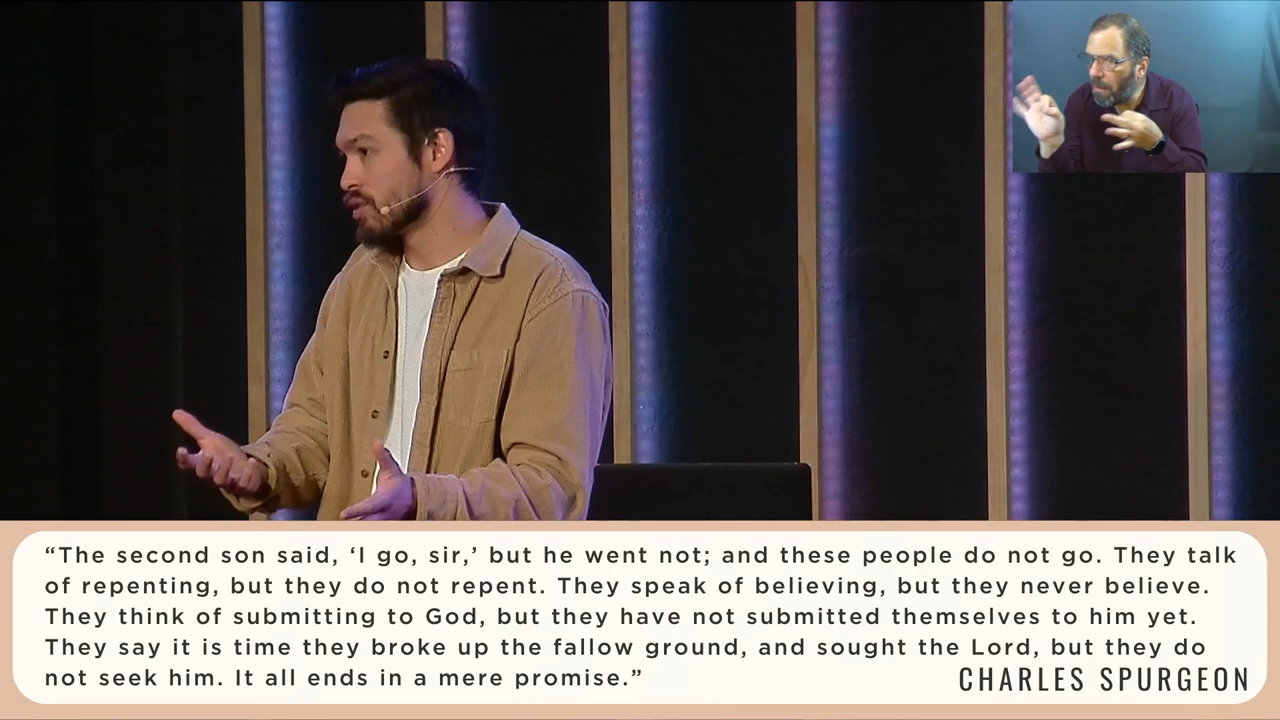 “The second son said, ‘I go, sir,’ but he went not; and these people do not go. They talk
of repenting, but they do not repent. They speak of believing, but they never believe.
They think of submitting to God, but they have not submitted themselves to him yet.
They say it is time they broke up the fallow ground, and sought the Lord, but they do
not seek him. It all ends in a mere promise.”
CHARLES SPURGEON